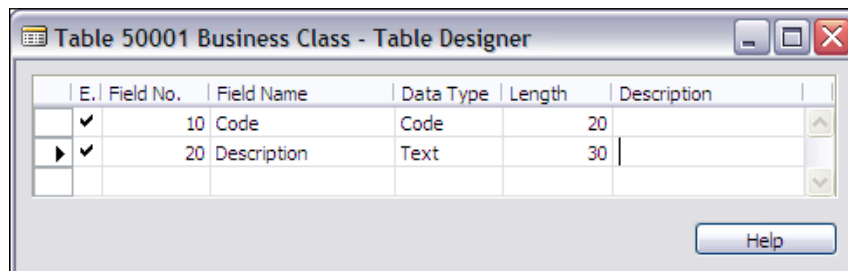 Table 50001 Business Class - Table Designer
E. Field No. Field Name Data Type Length Description
10 Code Code 20
20 Description Text 30
Help